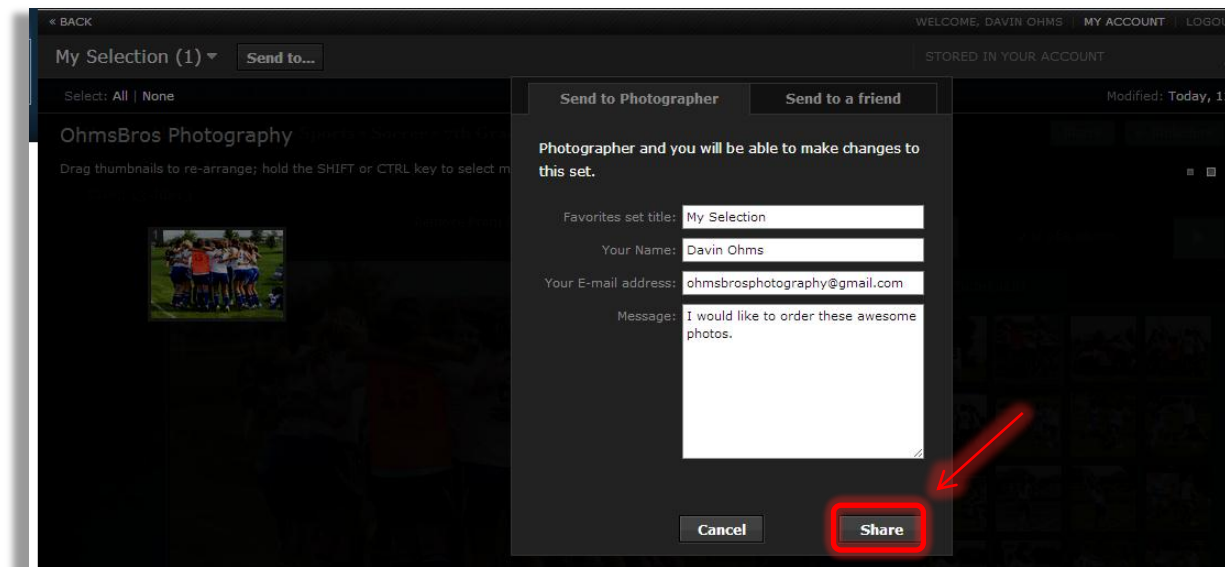 « BACK
WELCOME, DAVIN OHMS | MY ACCOUNT | LOGOU
My Selection (1)
Send to...
STORED IN YOUR ACCOUNT
Select: All | None
Modified: Today, 1
Send to Photographer
Send to a friend
OhmsBros Photography
Drag thumbnails to re-arrange; hold the SHIFT or CTRL key to select m
Photographer and you will be able to make changes to
this set.
Favorites set title: My Selection
Your Name: Davin Ohms
Your E-mail address: ohmsbrosphotography@gmail.com
Message: I would like to order these awesome
photos.
1
Cancel
Share